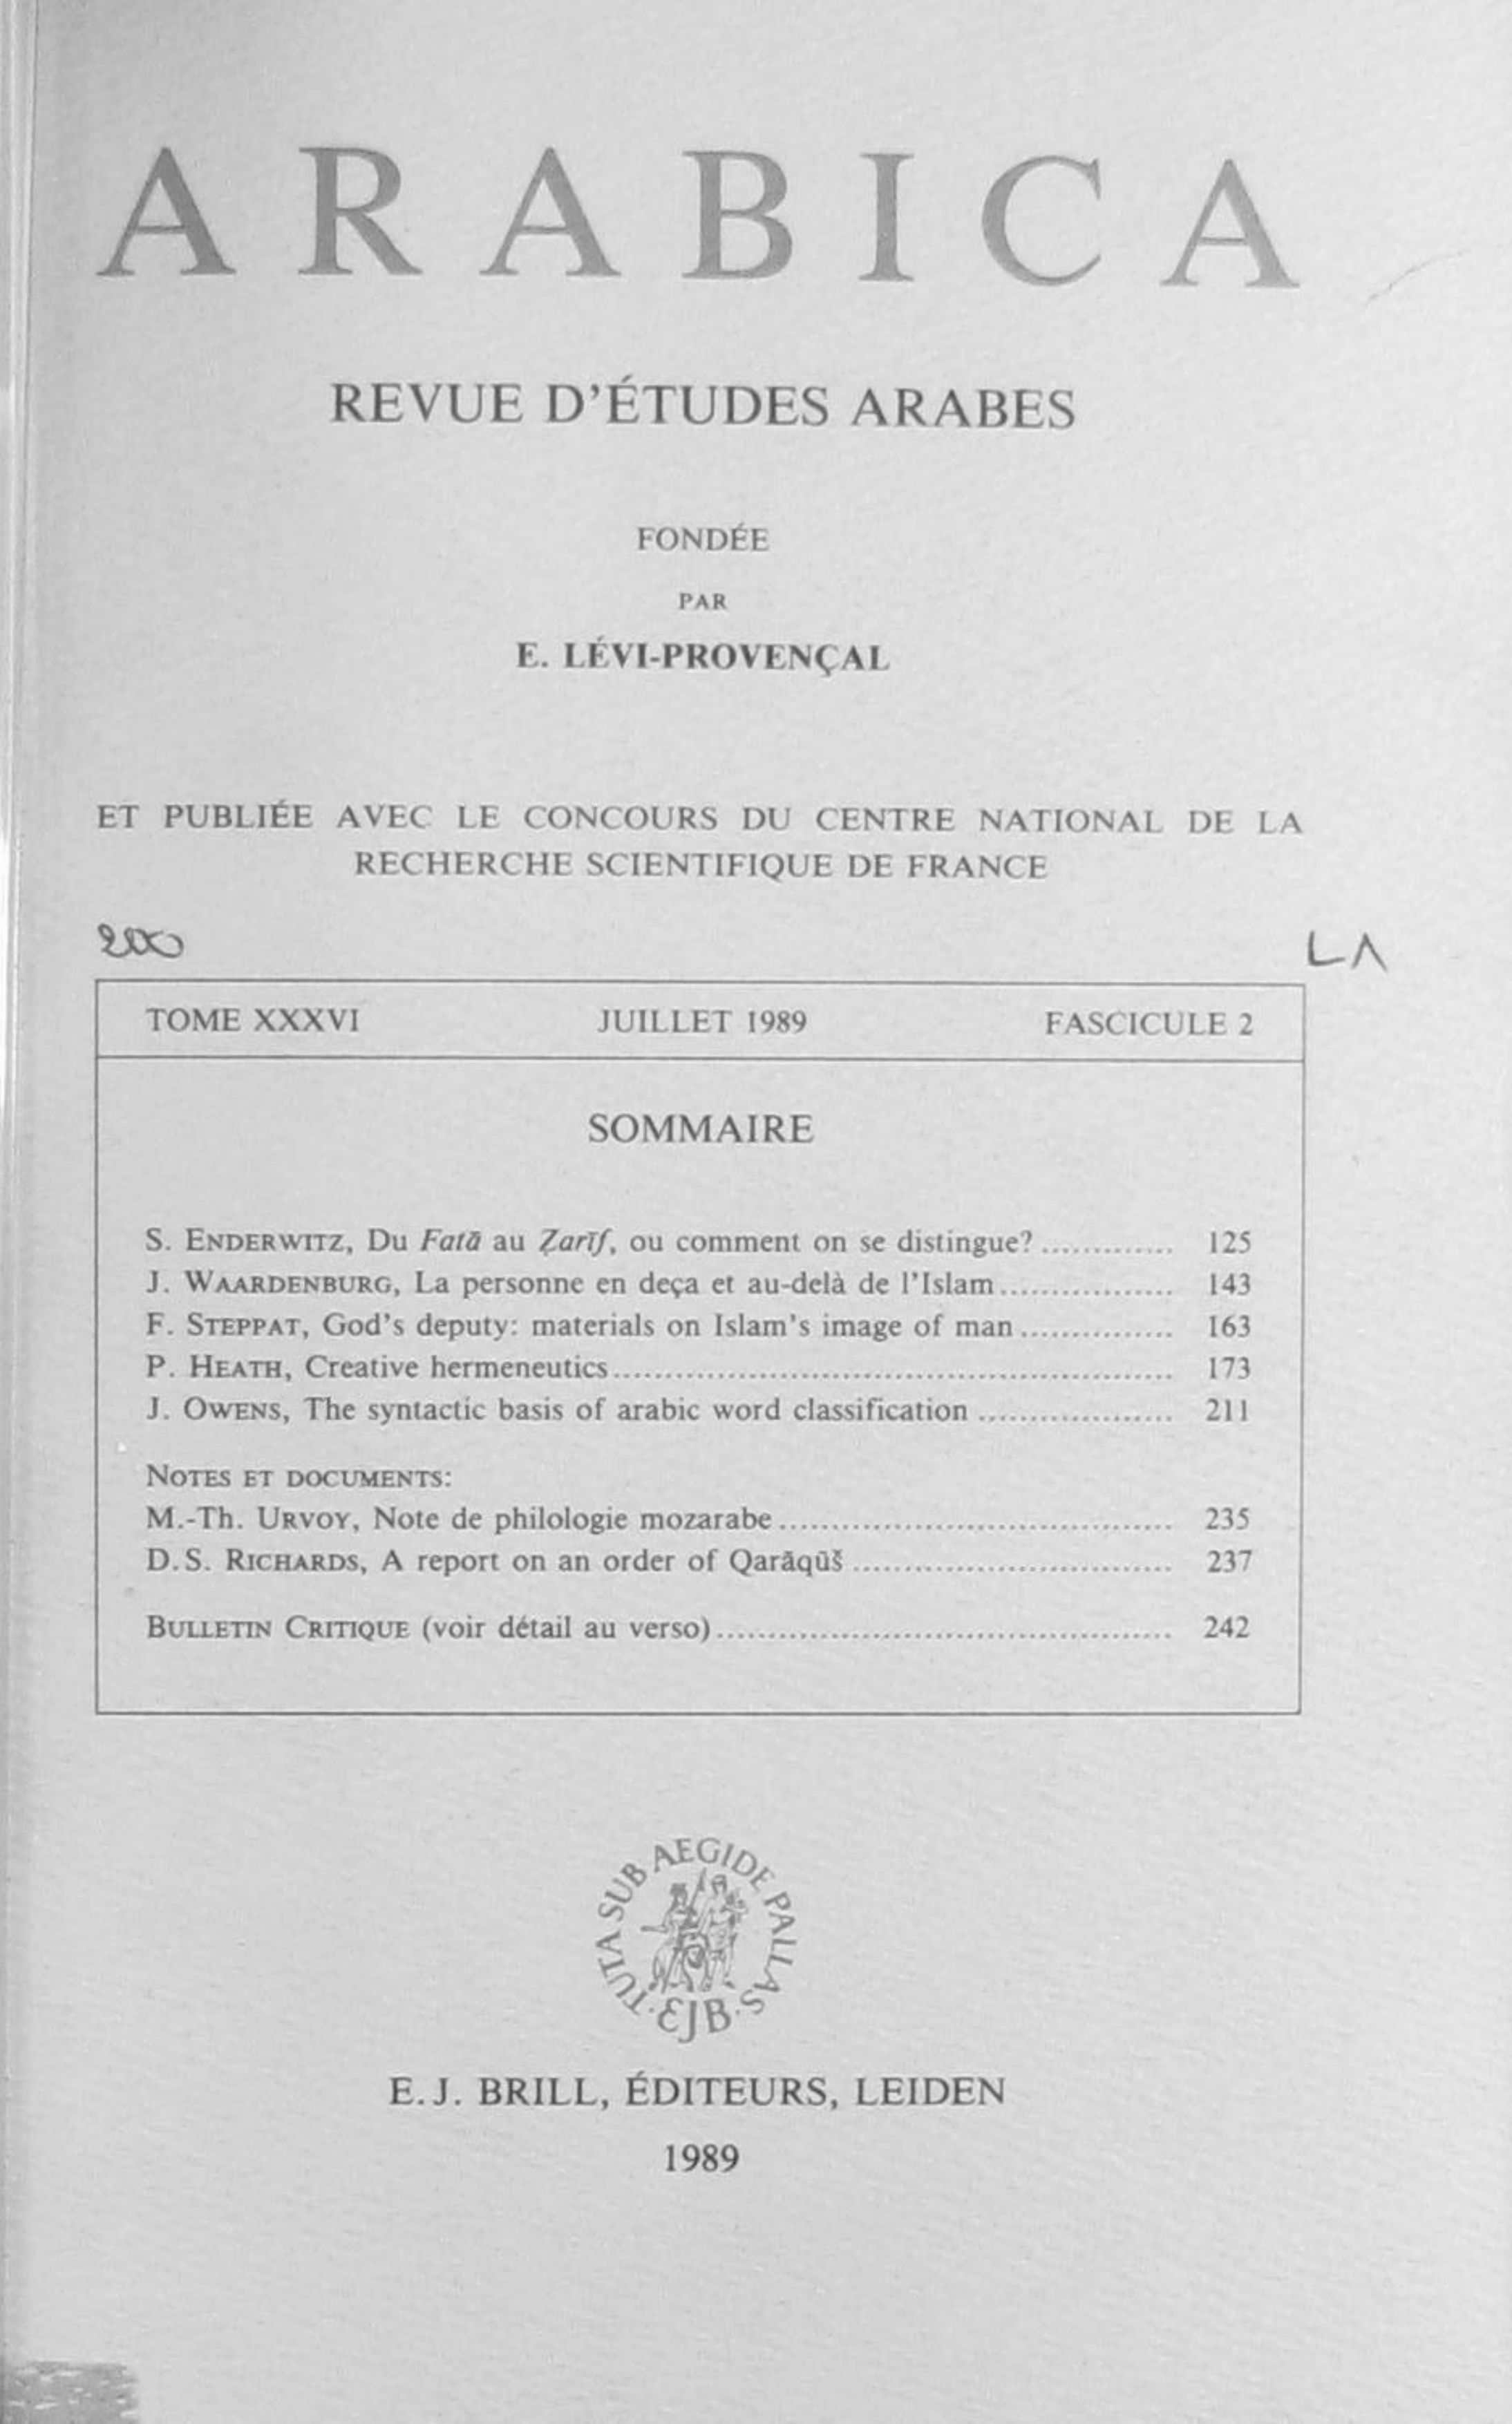 ARABICA
REVUE D'ÉTUDES ARABES
FONDÉE
PAR
E. LÉVI-PROVENÇAL
ET PUBLIÉE AVEC LE CONCOURS DU CENTRE NATIONAL DE LA
RECHERCHE SCIENTIFIQUE DE FRANCE
200
TOME XXXVI JUILLET 1989 FASCICULE 2
SOMMAIRE
S. ENDERWITZ, Du Fatā au Ẓarīf, ou comment on se distingue? .............. 125
J. WAARDENBURG, La personne en deça et au-delà de l'Islam.................. 143
F. STEPPAT, God's deputy: materials on Islam's image of man ............... 163
P. HEATH, Creative hermeneutics........................................................ 173
J. OWENS, The syntactic basis of arabic word classification ................... 211
NOTES ET DOCUMENTS:
M.-Th. URVOY, Note de philologie mozarabe....................................... 235
D.S. RICHARDS, A report on an order of Qarāqūš ................................ 237
BULLETIN CRITIQUE (voir détail au verso)............................................. 242
TUTA SUB AEGIDE PALLAS
EJB
E.J. BRILL, ÉDITEURS, LEIDEN
1989